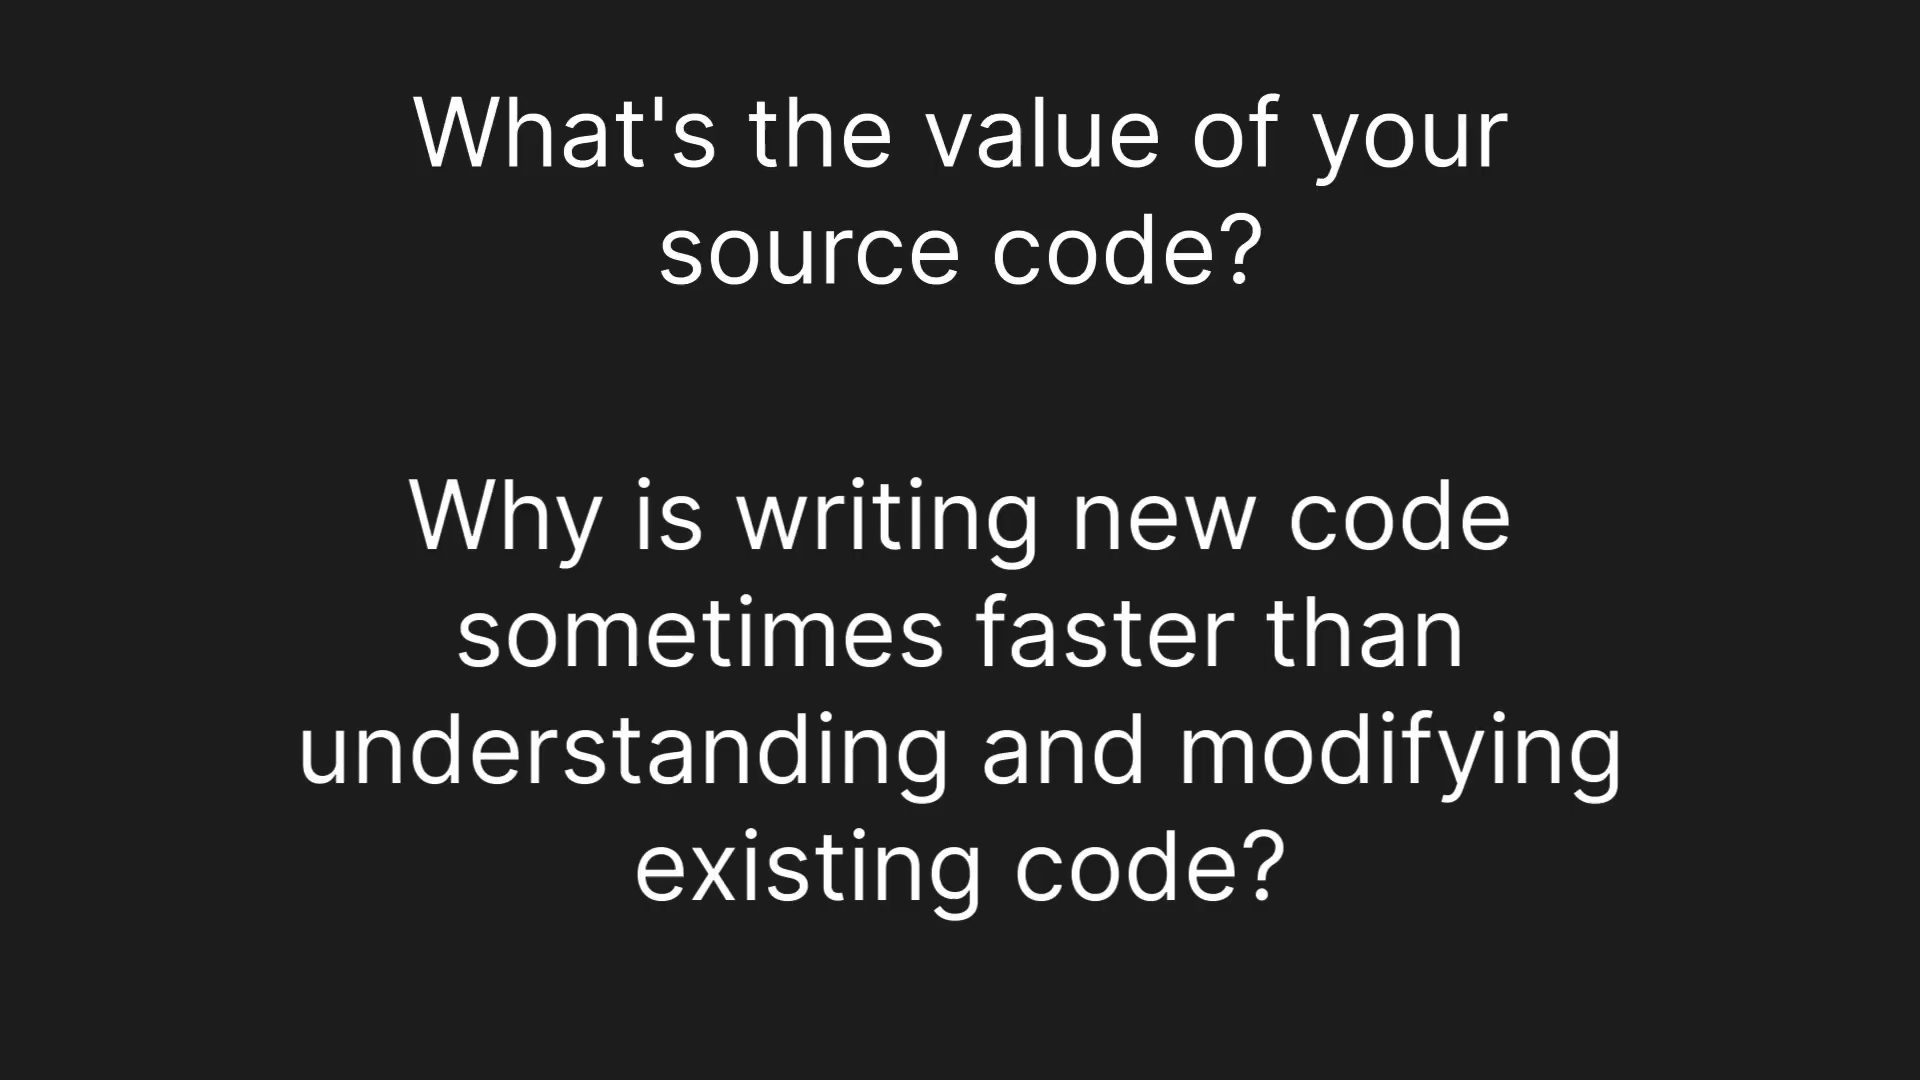 What's the value of your
source code?
Why is writing new code
sometimes faster than
understanding and modifying
existing code?